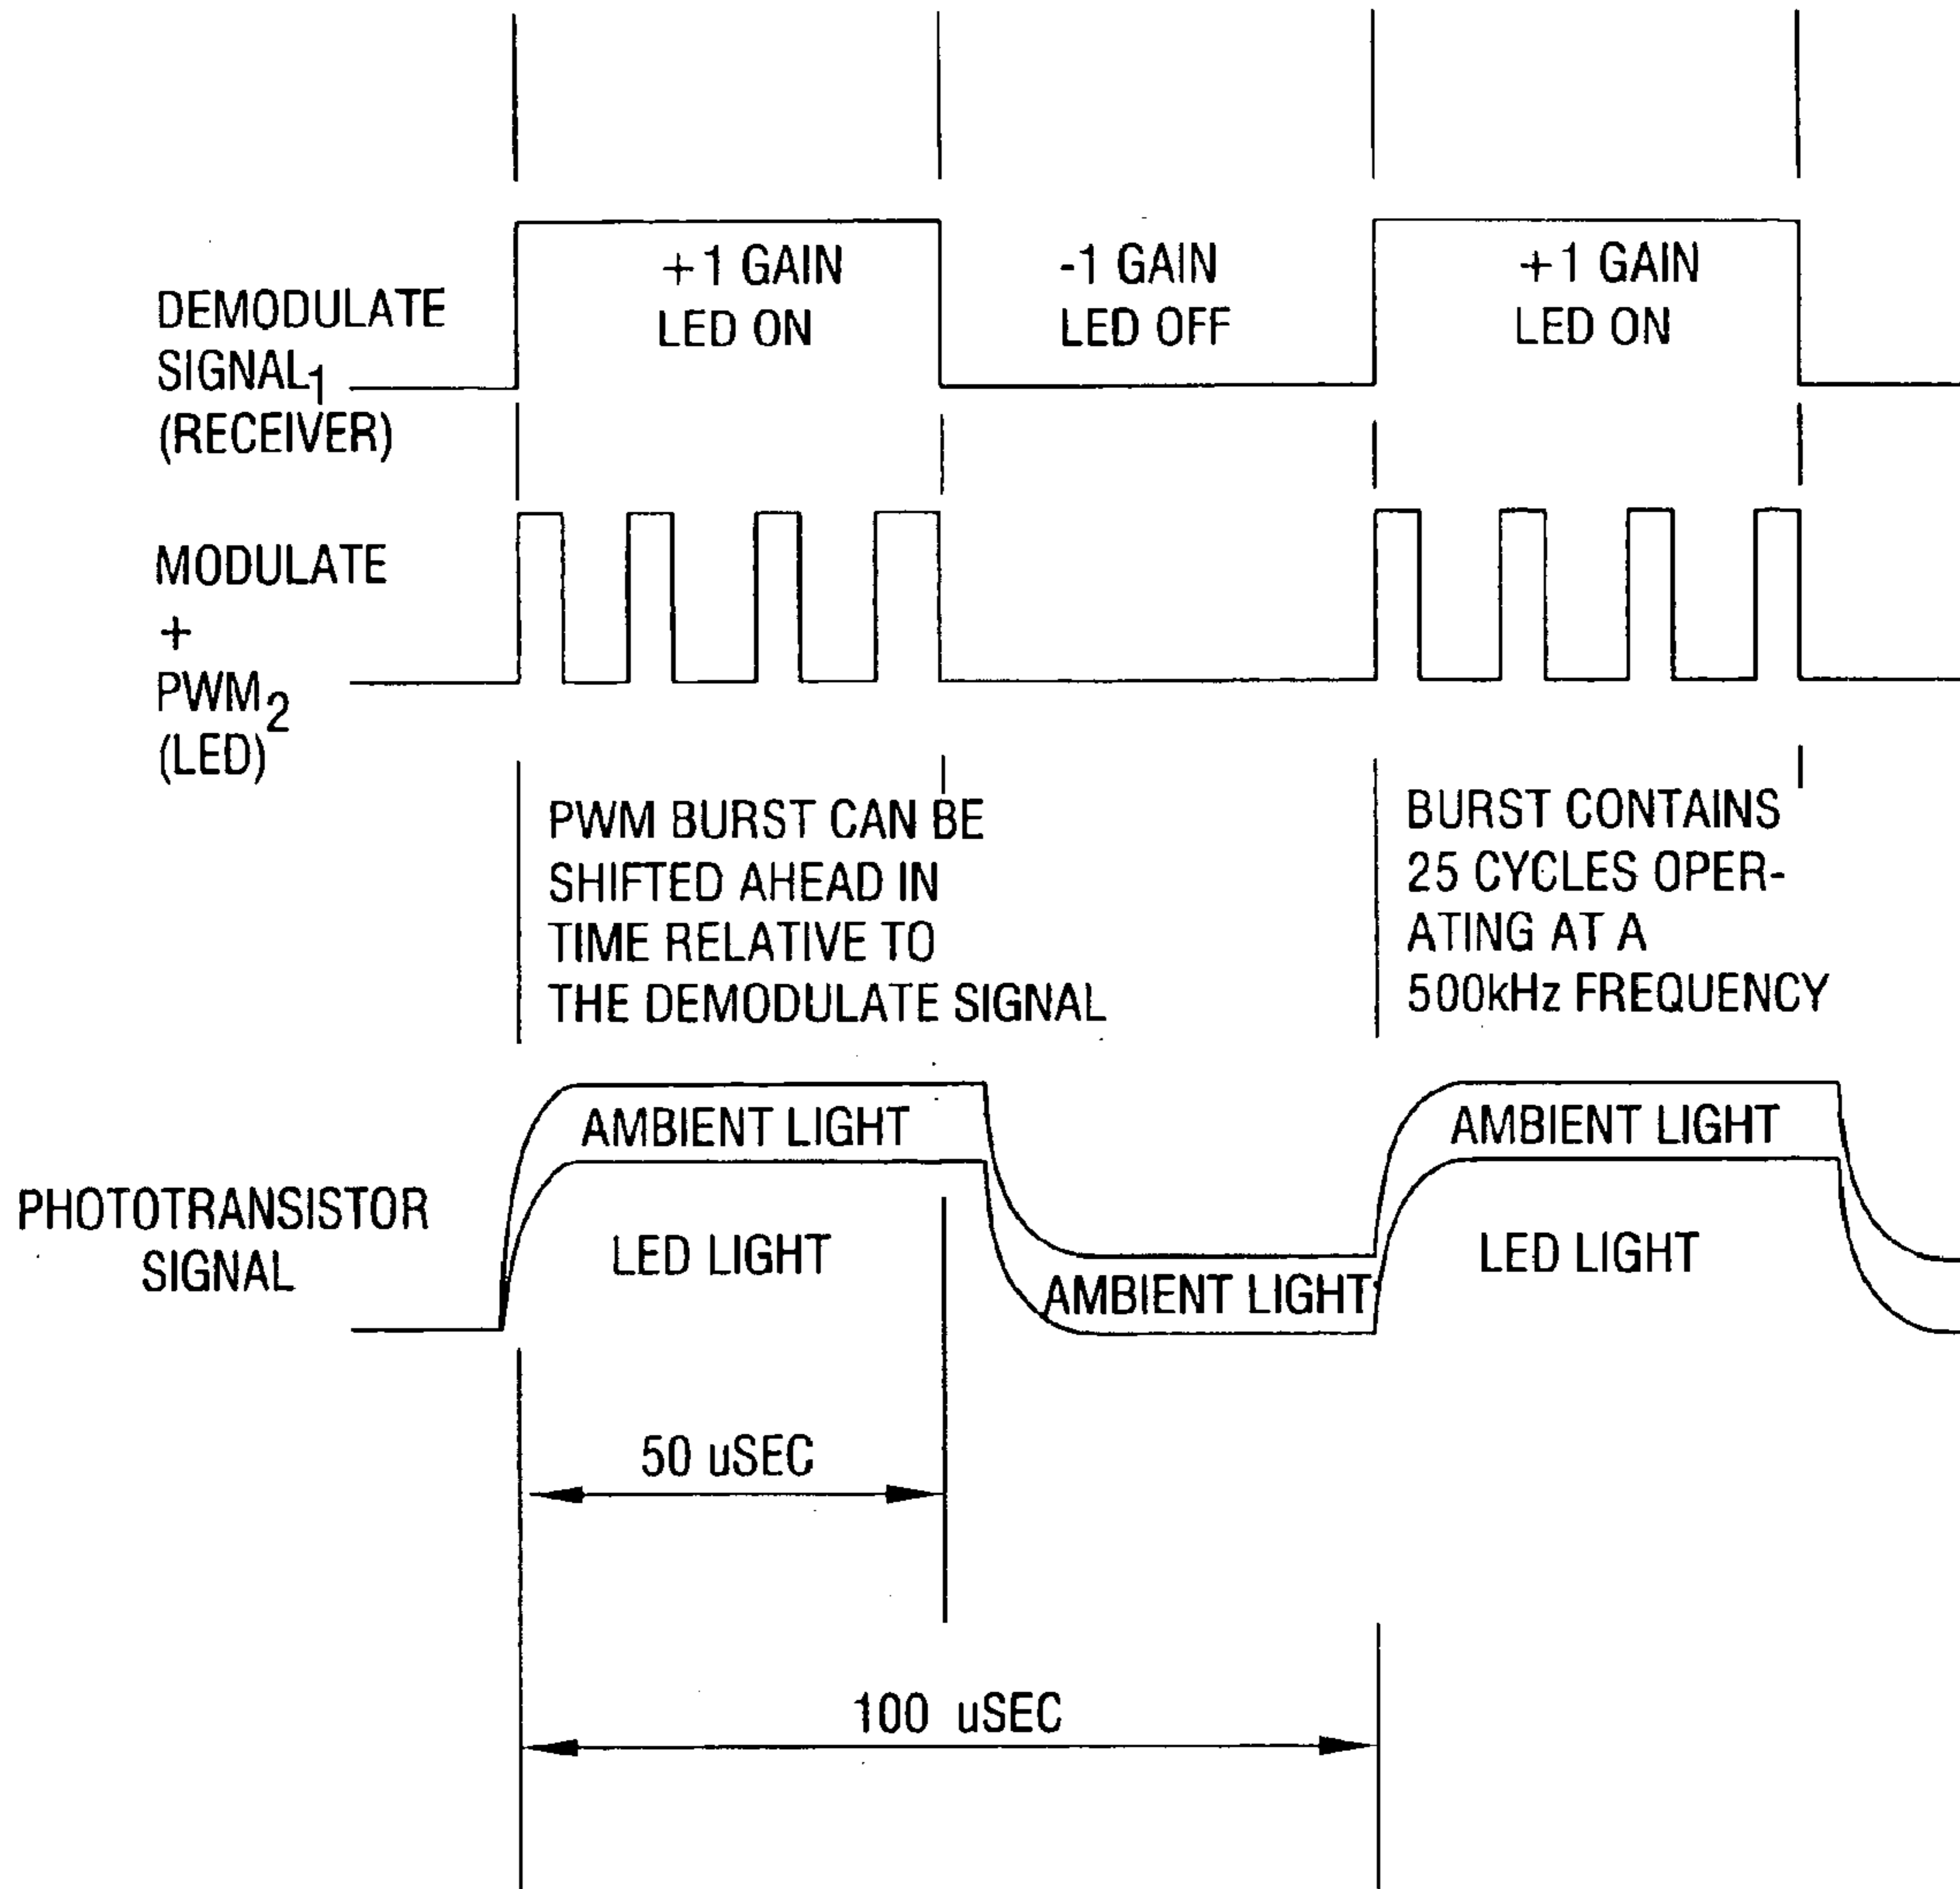 +1 GAIN
LED ON
-1 GAIN
LED OFF
+1 GAIN
LED ON
DEMODULATE
SIGNAL1
(RECEIVER)
MODULATE
+
PWM2
(LED)
PWM BURST CAN BE
SHIFTED AHEAD IN
TIME RELATIVE TO
THE DEMODULATE SIGNAL
BURST CONTAINS
25 CYCLES OPER-
ATING AT A
500kHz FREQUENCY
PHOTOTRANSISTOR
SIGNAL
AMBIENT LIGHT
LED LIGHT
AMBIENT LIGHT
AMBIENT LIGHT
LED LIGHT
50 uSEC
100 uSEC